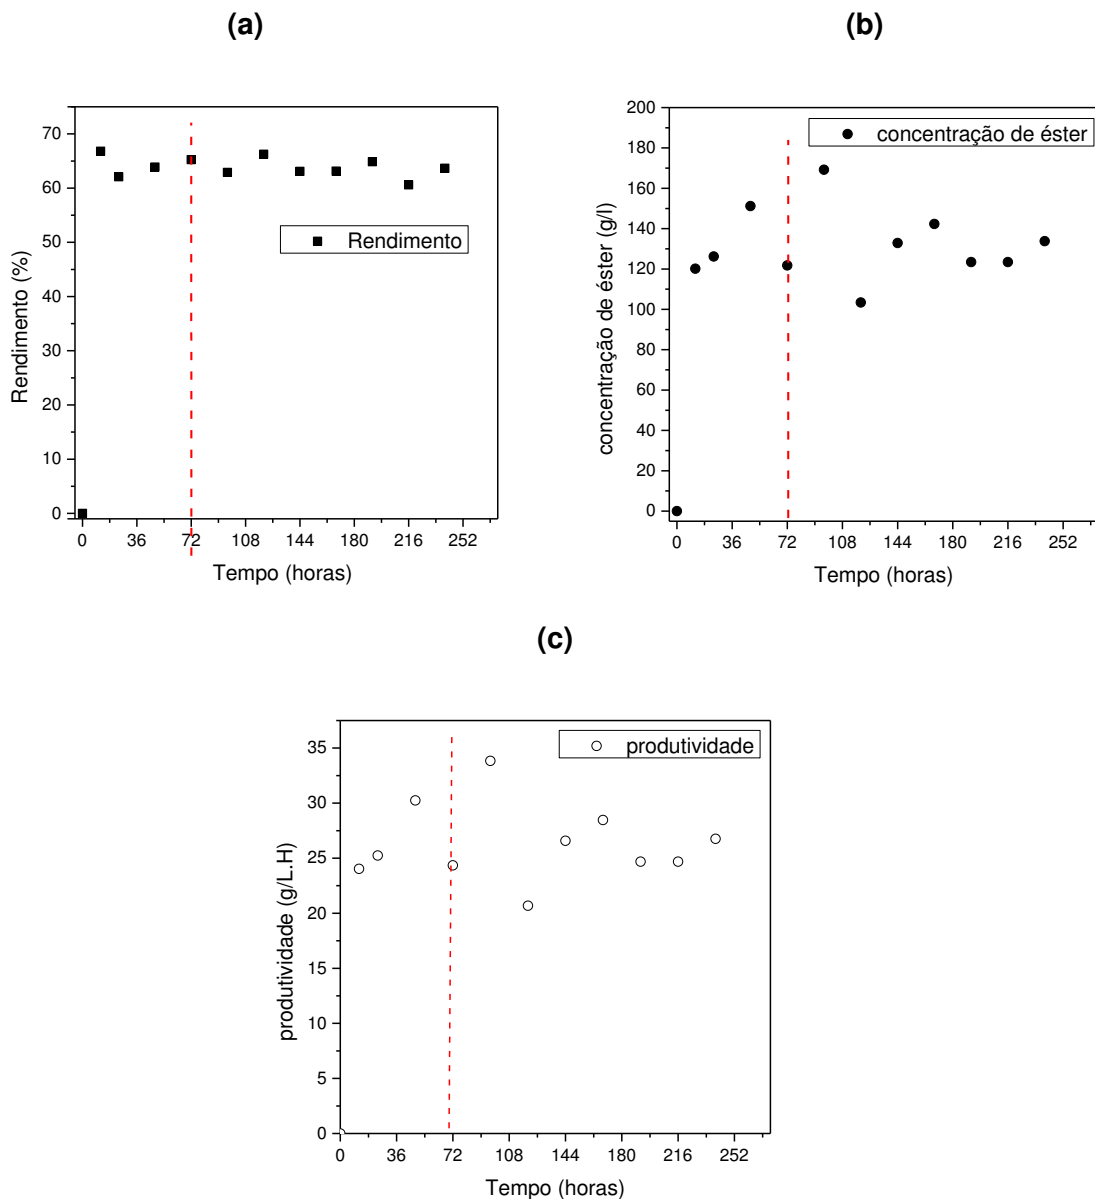 (a)
70
60
50
40
30
20
10
0
Rendimento (%)
Rendimento
0 36 72 108 144 180 216 252
Tempo (horas)
(b)
200
180
160
140
120
100
80
60
40
20
0
concentração de éster (g/l)
concentração de éster
0 36 72 108 144 180 216 252
Tempo (horas)
(c)
35
30
25
20
15
10
5
0
produtividade (g/L.H)
produtividade
0 36 72 108 144 180 216 252
Tempo (horas)